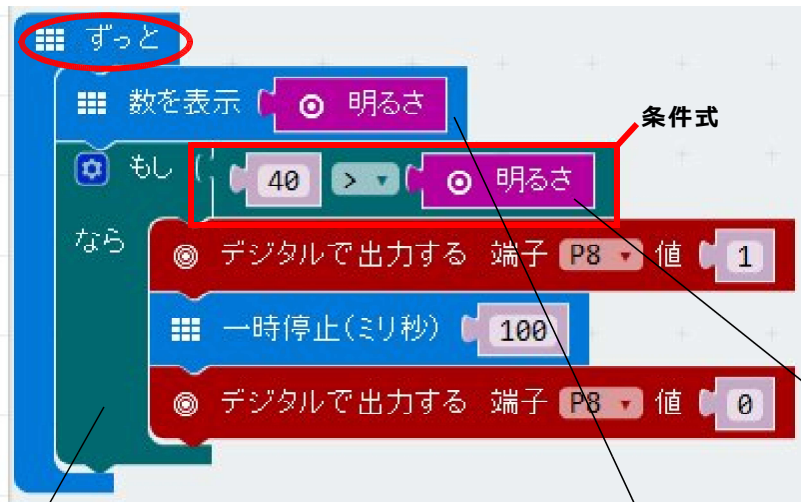 ずっと
数を表示 明るさ
条件式
もし 40 > 明るさ
なら
デジタルで出力する 端子 P8 値 1
一時停止(ミリ秒) 100
デジタルで出力する 端子 P8 値 0